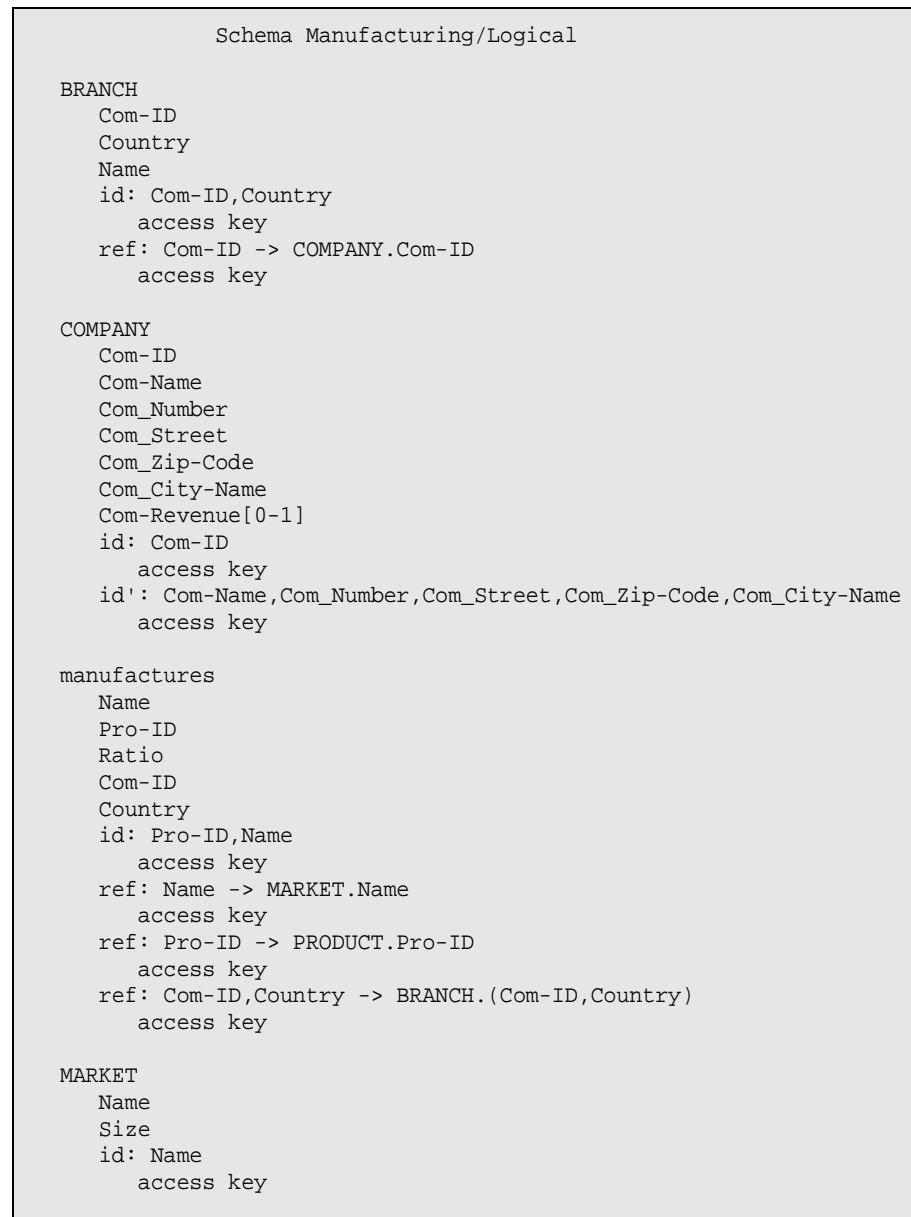 Schema Manufacturing/Logical
BRANCH
Com-ID
Country
Name
id: Com-ID,Country
access key
ref: Com-ID -> COMPANY.Com-ID
access key
COMPANY
Com-ID
Com-Name
Com_Number
Com_Street
Com_Zip-Code
Com_City-Name
Com-Revenue[0-1]
id: Com-ID
access key
id': Com-Name,Com_Number,Com_Street,Com_Zip-Code,Com_City-Name
access key
manufactures
Name
Pro-ID
Ratio
Com-ID
Country
id: Pro-ID,Name
access key
ref: Name -> MARKET.Name
access key
ref: Pro-ID -> PRODUCT.Pro-ID
access key
ref: Com-ID,Country -> BRANCH.(Com-ID,Country)
access key
MARKET
Name
Size
id: Name
access key